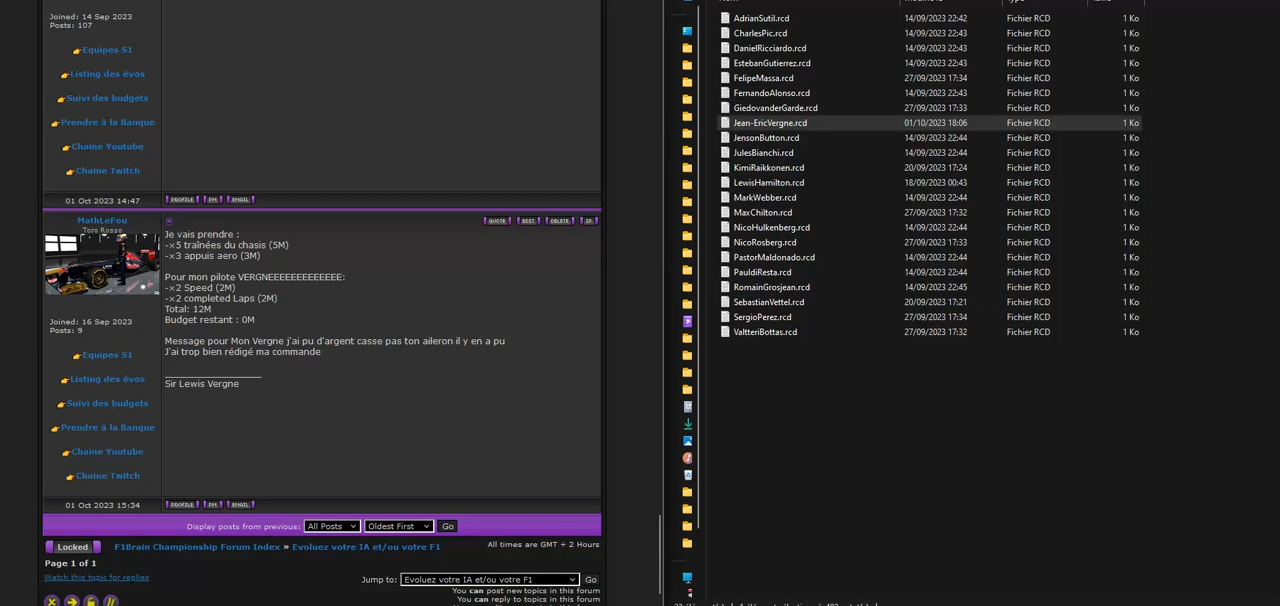 Joined: 14 Sep 2023
Posts: 107
👉Equipes S1
👉Listing des évos
👉Suivi des budgets
👉Prendre à la Banque
👉Chaine Youtube
👉Chaine Twitch
01 Oct 2023 14:47
PROFILE PM EMAIL
MathLeFou
Toro Rosso
QUOTE EDIT DELETE IP
Je vais prendre :
-x5 traînées du chasis (5M)
-x3 appuis aero (3M)
Pour mon pilote VERGNEEEEEEEEEEEE:
-x2 Speed (2M)
-x2 completed Laps (2M)
Total: 12M
Budget restant : 0M
Message pour Mon Vergne j'ai pu d'argent casse pas ton aileron il y en a pu
J'ai trop bien rédigé ma commande
_________________
Sir Lewis Vergne
Joined: 16 Sep 2023
Posts: 9
👉Equipes S1
👉Listing des évos
👉Suivi des budgets
👉Prendre à la Banque
👉Chaine Youtube
👉Chaine Twitch
01 Oct 2023 15:34
PROFILE PM EMAIL
Display posts from previous: All Posts Oldest First Go
Locked F1Brain Championship Forum Index » Evoluez votre IA et/ou votre F1
All times are GMT + 2 Hours
Page 1 of 1
Watch this topic for replies
Jump to: Evoluez votre IA et/ou votre F1 Go
You can post new topics in this forum
You can reply to topics in this forum
AdrianSutil.rcd 14/09/2023 22:42 Fichier RCD 1 Ko
CharlesPic.rcd 14/09/2023 22:43 Fichier RCD 1 Ko
DanielRicciardo.rcd 14/09/2023 22:43 Fichier RCD 1 Ko
EstebanGutierrez.rcd 14/09/2023 22:43 Fichier RCD 1 Ko
FelipeMassa.rcd 27/09/2023 17:34 Fichier RCD 1 Ko
FernandoAlonso.rcd 14/09/2023 22:43 Fichier RCD 1 Ko
GiedovanderGarde.rcd 27/09/2023 17:33 Fichier RCD 1 Ko
Jean-EricVergne.rcd 01/10/2023 18:06 Fichier RCD 1 Ko
JensonButton.rcd 14/09/2023 22:44 Fichier RCD 1 Ko
JulesBianchi.rcd 14/09/2023 22:44 Fichier RCD 1 Ko
KimiRaikkonen.rcd 20/09/2023 17:24 Fichier RCD 1 Ko
LewisHamilton.rcd 18/09/2023 00:43 Fichier RCD 1 Ko
MarkWebber.rcd 14/09/2023 22:44 Fichier RCD 1 Ko
MaxChilton.rcd 27/09/2023 17:32 Fichier RCD 1 Ko
NicoHulkenberg.rcd 14/09/2023 22:44 Fichier RCD 1 Ko
NicoRosberg.rcd 27/09/2023 17:33 Fichier RCD 1 Ko
PastorMaldonado.rcd 14/09/2023 22:44 Fichier RCD 1 Ko
PauldiResta.rcd 14/09/2023 22:44 Fichier RCD 1 Ko
RomainGrosjean.rcd 14/09/2023 22:45 Fichier RCD 1 Ko
SebastianVettel.rcd 20/09/2023 17:21 Fichier RCD 1 Ko
SergioPerez.rcd 27/09/2023 17:34 Fichier RCD 1 Ko
ValtteriBottas.rcd 27/09/2023 17:32 Fichier RCD 1 Ko